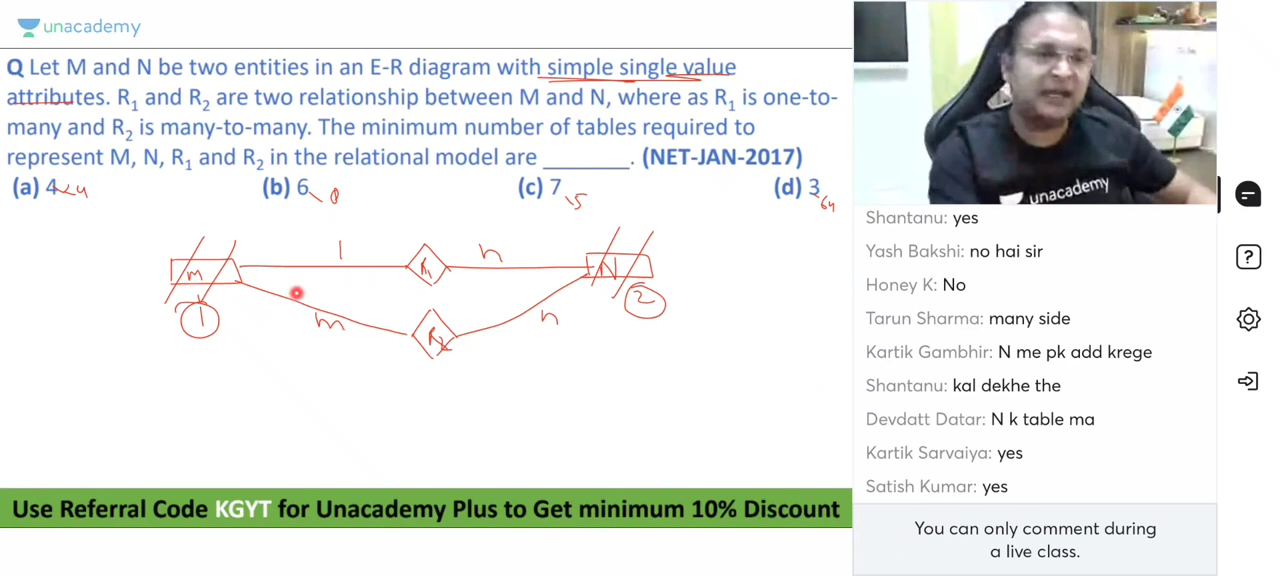 unacademy
Q Let M and N be two entities in an E-R diagram with simple single value
attributes. R1 and R2 are two relationship between M and N, where as R1 is one-to-
many and R2 is many-to-many. The minimum number of tables required to
represent M, N, R1 and R2 in the relational model are _______. (NET-JAN-2017)
(a) 4 (b) 6 (c) 7 (d) 3
4 8 5 64
m 1 R1 n N
1 m R2 n 2
Use Referral Code KGYT for Unacademy Plus to Get minimum 10% Discount
unacademy
Shantanu: yes
Yash Bakshi: no hai sir
Honey K: No
Tarun Sharma: many side
Kartik Gambhir: N me pk add krege
Shantanu: kal dekhe the
Devdatt Datar: N k table ma
Kartik Sarvaiya: yes
Satish Kumar: yes
You can only comment during
a live class.